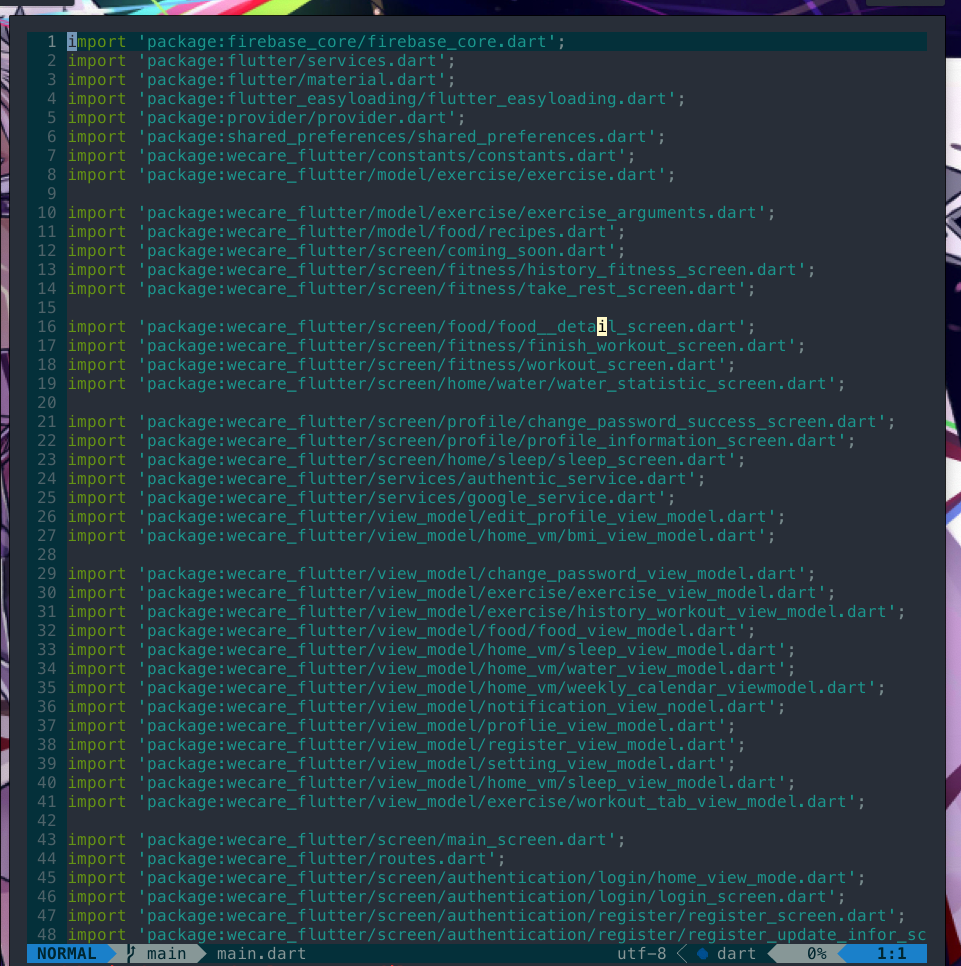 1 import 'package:firebase_core/firebase_core.dart';
2 import 'package:flutter/services.dart';
3 import 'package:flutter/material.dart';
4 import 'package:flutter_easyloading/flutter_easyloading.dart';
5 import 'package:provider/provider.dart';
6 import 'package:shared_preferences/shared_preferences.dart';
7 import 'package:wecare_flutter/constants/constants.dart';
8 import 'package:wecare_flutter/model/exercise/exercise.dart';
9
10 import 'package:wecare_flutter/model/exercise/exercise_arguments.dart';
11 import 'package:wecare_flutter/model/food/recipes.dart';
12 import 'package:wecare_flutter/screen/coming_soon.dart';
13 import 'package:wecare_flutter/screen/fitness/history_fitness_screen.dart';
14 import 'package:wecare_flutter/screen/fitness/take_rest_screen.dart';
15
16 import 'package:wecare_flutter/screen/food/food__detail_screen.dart';
17 import 'package:wecare_flutter/screen/fitness/finish_workout_screen.dart';
18 import 'package:wecare_flutter/screen/fitness/workout_screen.dart';
19 import 'package:wecare_flutter/screen/home/water/water_statistic_screen.dart';
20
21 import 'package:wecare_flutter/screen/profile/change_password_success_screen.dart';
22 import 'package:wecare_flutter/screen/profile/profile_information_screen.dart';
23 import 'package:wecare_flutter/screen/home/sleep/sleep_screen.dart';
24 import 'package:wecare_flutter/services/authentic_service.dart';
25 import 'package:wecare_flutter/services/google_service.dart';
26 import 'package:wecare_flutter/view_model/edit_profile_view_model.dart';
27 import 'package:wecare_flutter/view_model/home_vm/bmi_view_model.dart';
28
29 import 'package:wecare_flutter/view_model/change_password_view_model.dart';
30 import 'package:wecare_flutter/view_model/exercise/exercise_view_model.dart';
31 import 'package:wecare_flutter/view_model/exercise/history_workout_view_model.dart';
32 import 'package:wecare_flutter/view_model/food/food_view_model.dart';
33 import 'package:wecare_flutter/view_model/home_vm/sleep_view_model.dart';
34 import 'package:wecare_flutter/view_model/home_vm/water_view_model.dart';
35 import 'package:wecare_flutter/view_model/home_vm/weekly_calendar_viewmodel.dart';
36 import 'package:wecare_flutter/view_model/notification_view_nodel.dart';
37 import 'package:wecare_flutter/view_model/proflie_view_model.dart';
38 import 'package:wecare_flutter/view_model/register_view_model.dart';
39 import 'package:wecare_flutter/view_model/setting_view_model.dart';
40 import 'package:wecare_flutter/view_model/home_vm/sleep_view_model.dart';
41 import 'package:wecare_flutter/view_model/exercise/workout_tab_view_model.dart';
42
43 import 'package:wecare_flutter/screen/main_screen.dart';
44 import 'package:wecare_flutter/routes.dart';
45 import 'package:wecare_flutter/screen/authentication/login/home_view_mode.dart';
46 import 'package:wecare_flutter/screen/authentication/login/login_screen.dart';
47 import 'package:wecare_flutter/screen/authentication/register/register_screen.dart';
48 import 'package:wecare_flutter/screen/authentication/register/register_update_infor_sc
NORMAL main main.dart utf-8 dart 0% 1:1